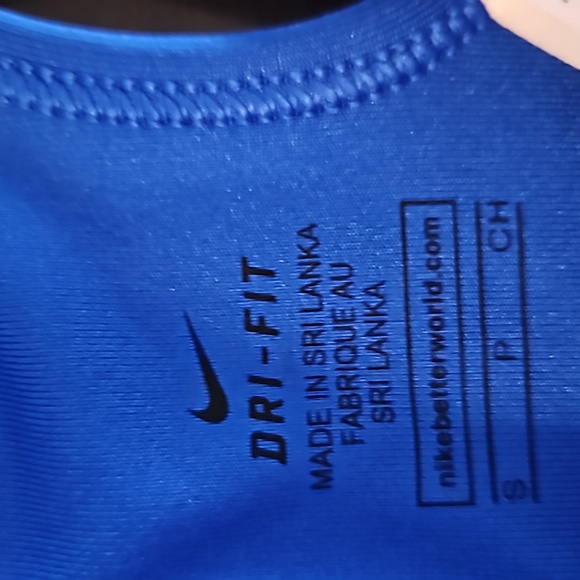 DRI-FIT
MADE IN SRI LANKA
FABRIQUE AU
SRI LANKA
nikebetterworld.com
S P CH